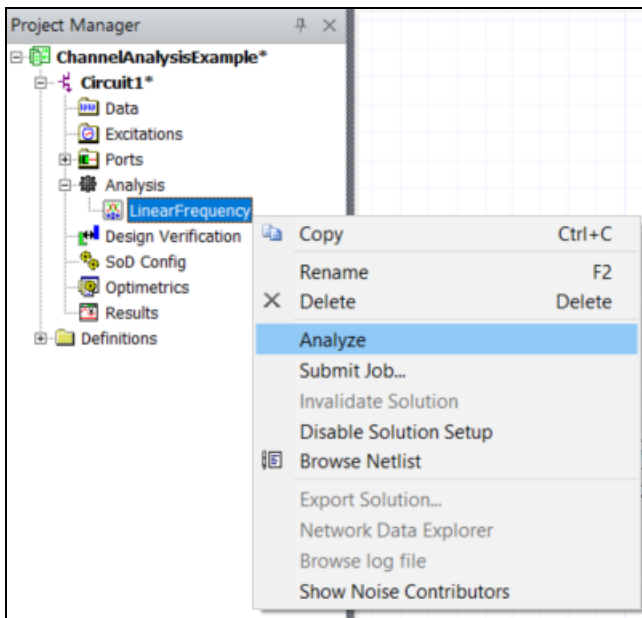 Project Manager
ChannelAnalysisExample*
Circuit1*
Data
Excitations
Ports
Analysis
LinearFrequency
Design Verification
SoD Config
Optimetrics
Results
Definitions
Copy Ctrl+C
Rename F2
Delete Delete
Analyze
Submit Job...
Invalidate Solution
Disable Solution Setup
Browse Netlist
Export Solution...
Network Data Explorer
Browse log file
Show Noise Contributors